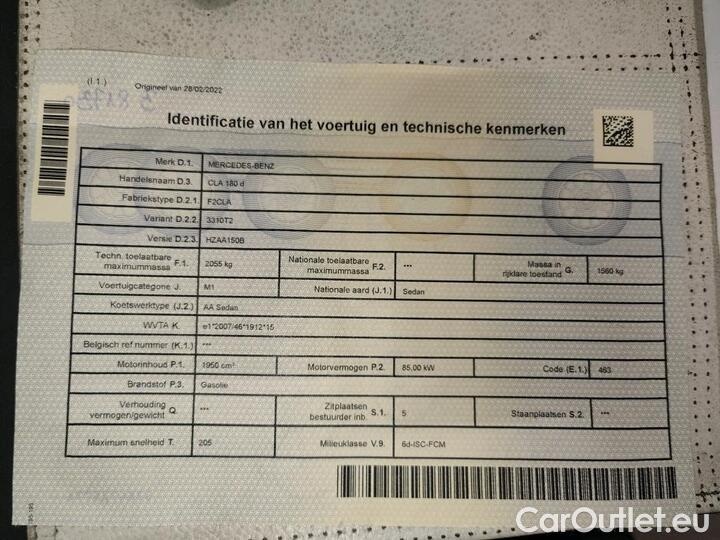 (I.1.)
Origineel van 28/02/2022
Identificatie van het voertuig en technische kenmerken
Merk D.1. MERCEDES-BENZ
Handelsnaam D.3. CLA 180 d
Fabriekstype D.2.1. F2CLA
Variant D.2.2. 3310T2
Versie D.2.3. HZAA150B
Techn. toelaatbare maximummassa F.1. 2055 kg Nationale toelaatbare maximummassa F.2. *** Massa in rijklare toestand G. 1560 kg
Voertuigcategorie J. M1 Nationale aard (J.1.) Sedan
Koetswerktype (J.2.) AA Sedan
WVTA K. e1*2007/46*1912*15
Belgisch ref nummer (K.1.) ***
Motorinhoud P.1. 1950 cm³ Motorvermogen P.2. 85,00 kW Code (E.1.) 463
Brandstof P.3. Gasolie
Verhouding vermogen/gewicht Q. *** Zitplaatsen bestuurder inb. S.1. 5 Staanplaatsen S.2. ***
Maximum snelheid T. 205 Milieuklasse V.9. 6d-ISC-FCM
CarOutlet.eu